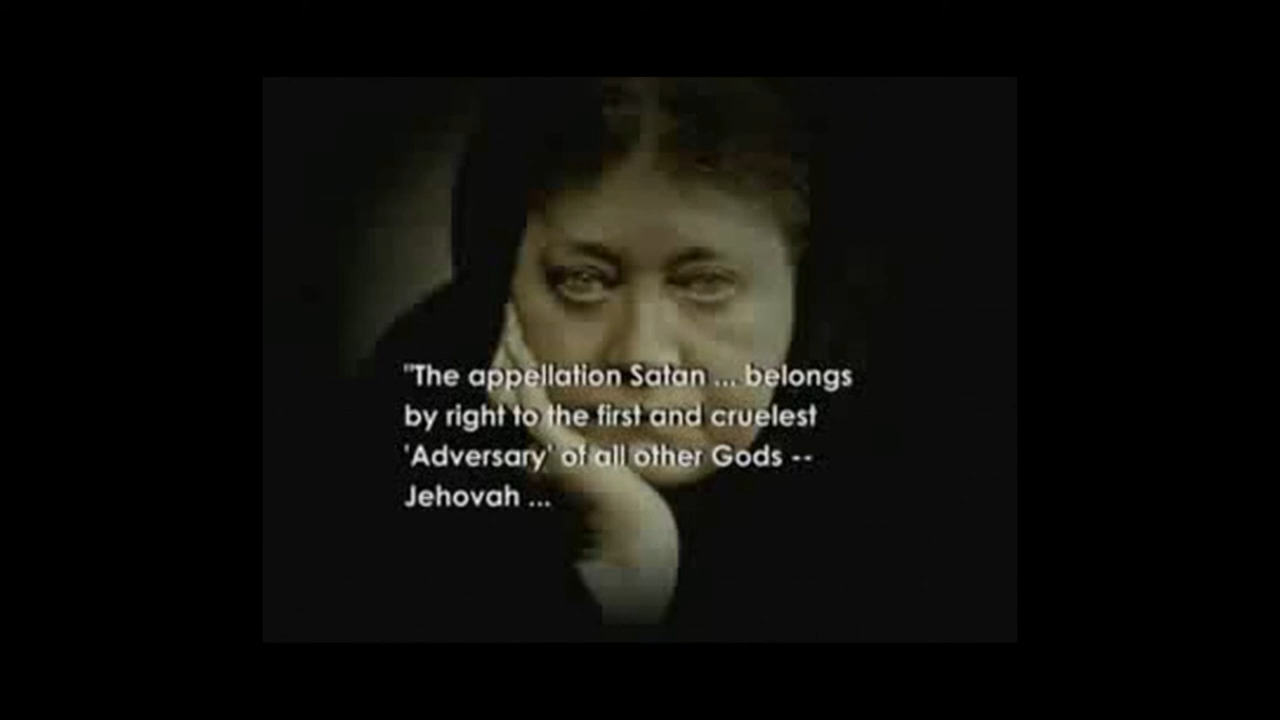 "The appellation Satan ... belongs
by right to the first and cruelest
'Adversary' of all other Gods --
Jehovah ...